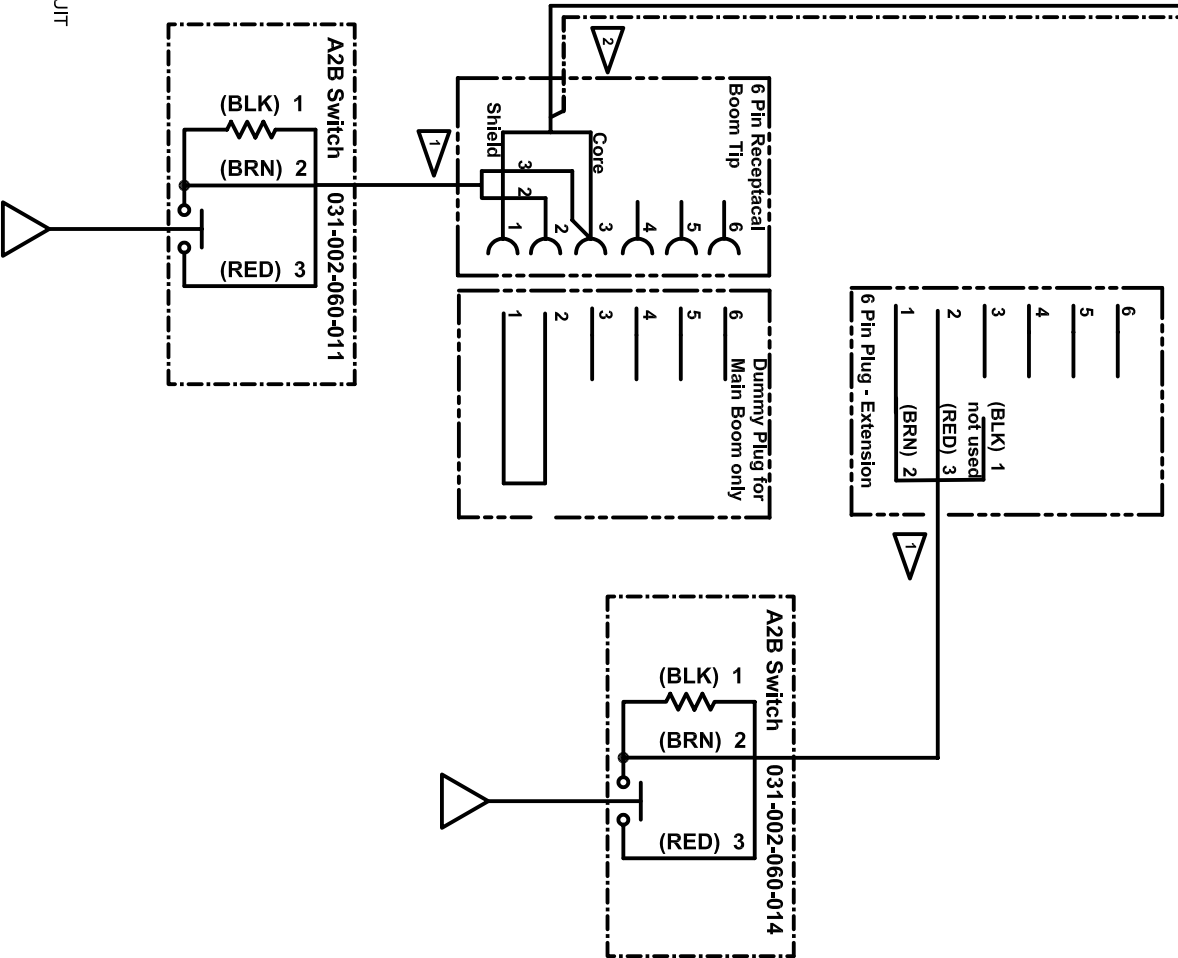 UIT
A2B Switch 031-002-060-011
(BLK) 1
(BRN) 2
(RED) 3
1
2
6 Pin Receptacal
Boom Tip
Shield
Core
3
2
1
2
3
4
5
6
1
2
3
4
5
6
Dummy Plug for
Main Boom only
6 Pin Plug - Extension
1
2
3
4
5
6
(BLK) 1
not used
(RED) 3
(BRN) 2
1
A2B Switch 031-002-060-014
(BLK) 1
(BRN) 2
(RED) 3